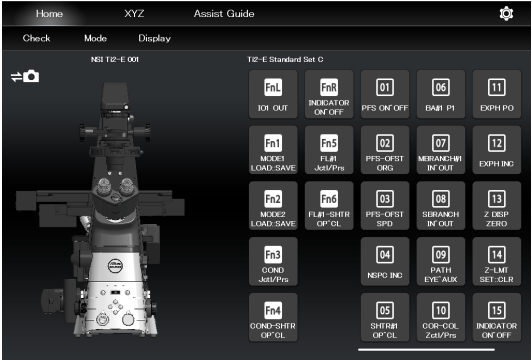 Home
XYZ
Assist Guide
Check
Mode
Display
NSI Ti2-E 001
Ti2-E Standard Set C
FnL
IO1 OUT
FnR
INDICATOR
ON˜OFF
01
PFS ON˜OFF
06
BA#1 P1
11
EXPH PO
Fn1
MODE1
LOAD::SAVE
Fn5
FL#1
Jctl/Prs
02
PFS-OFST
ORG
07
MBRANCH#1
IN˜OUT
12
EXPH INC
Fn2
MODE2
LOAD::SAVE
Fn6
FL#1-SHTR
OP˜CL
03
PFS-OFST
SPD
08
SBRANCH
IN˜OUT
13
Z DISP
ZERO
Fn3
COND
Jctl/Prs
04
NSPC INC
09
PATH
EYE˜AUX
14
Z-LMT
SET::CLR
Fn4
COND-SHTR
OP˜CL
05
SHTR#1
OP˜CL
10
COR-COL
Zctl/Prs
15
INDICATOR
ON˜OFF